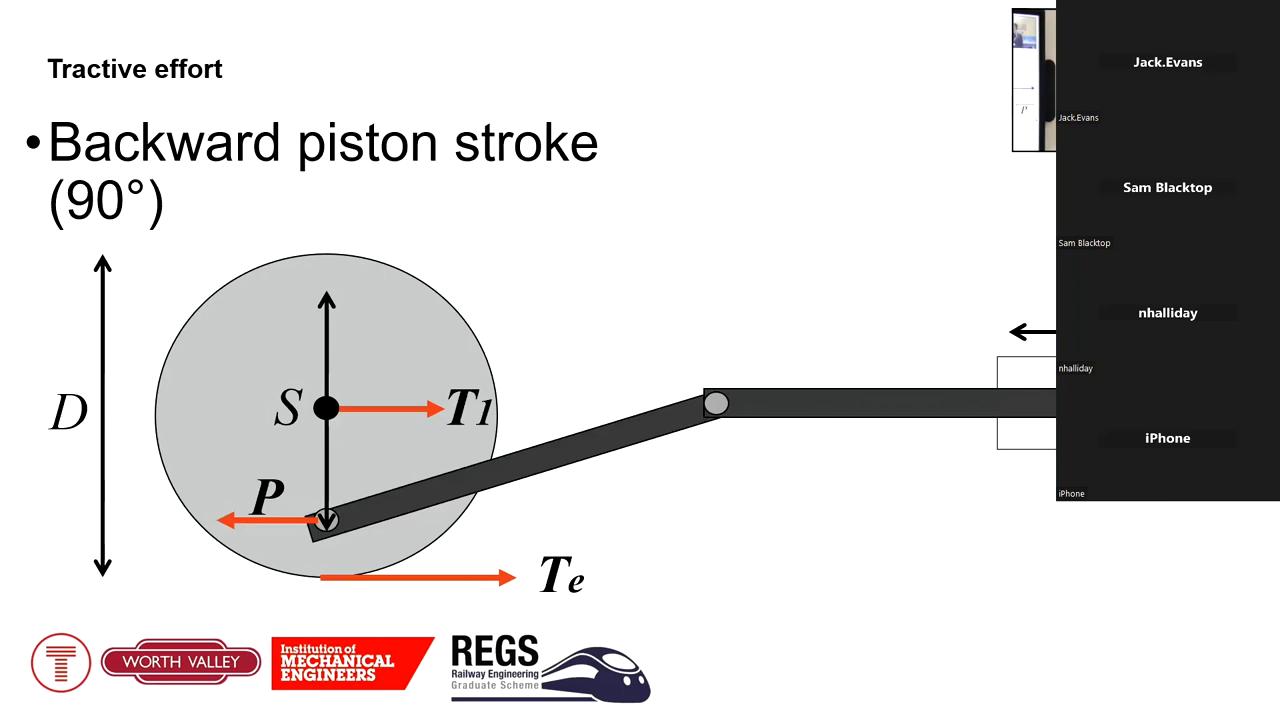 Tractive effort
•Backward piston stroke
(90°)
D
S
T1
P
Te
P
Jack.Evans
Jack.Evans
Sam Blacktop
Sam Blacktop
nhalliday
nhalliday
iPhone
iPhone
T
WORTH VALLEY
Institution of
MECHANICAL
ENGINEERS
REGS
Railway Engineering
Graduate Scheme